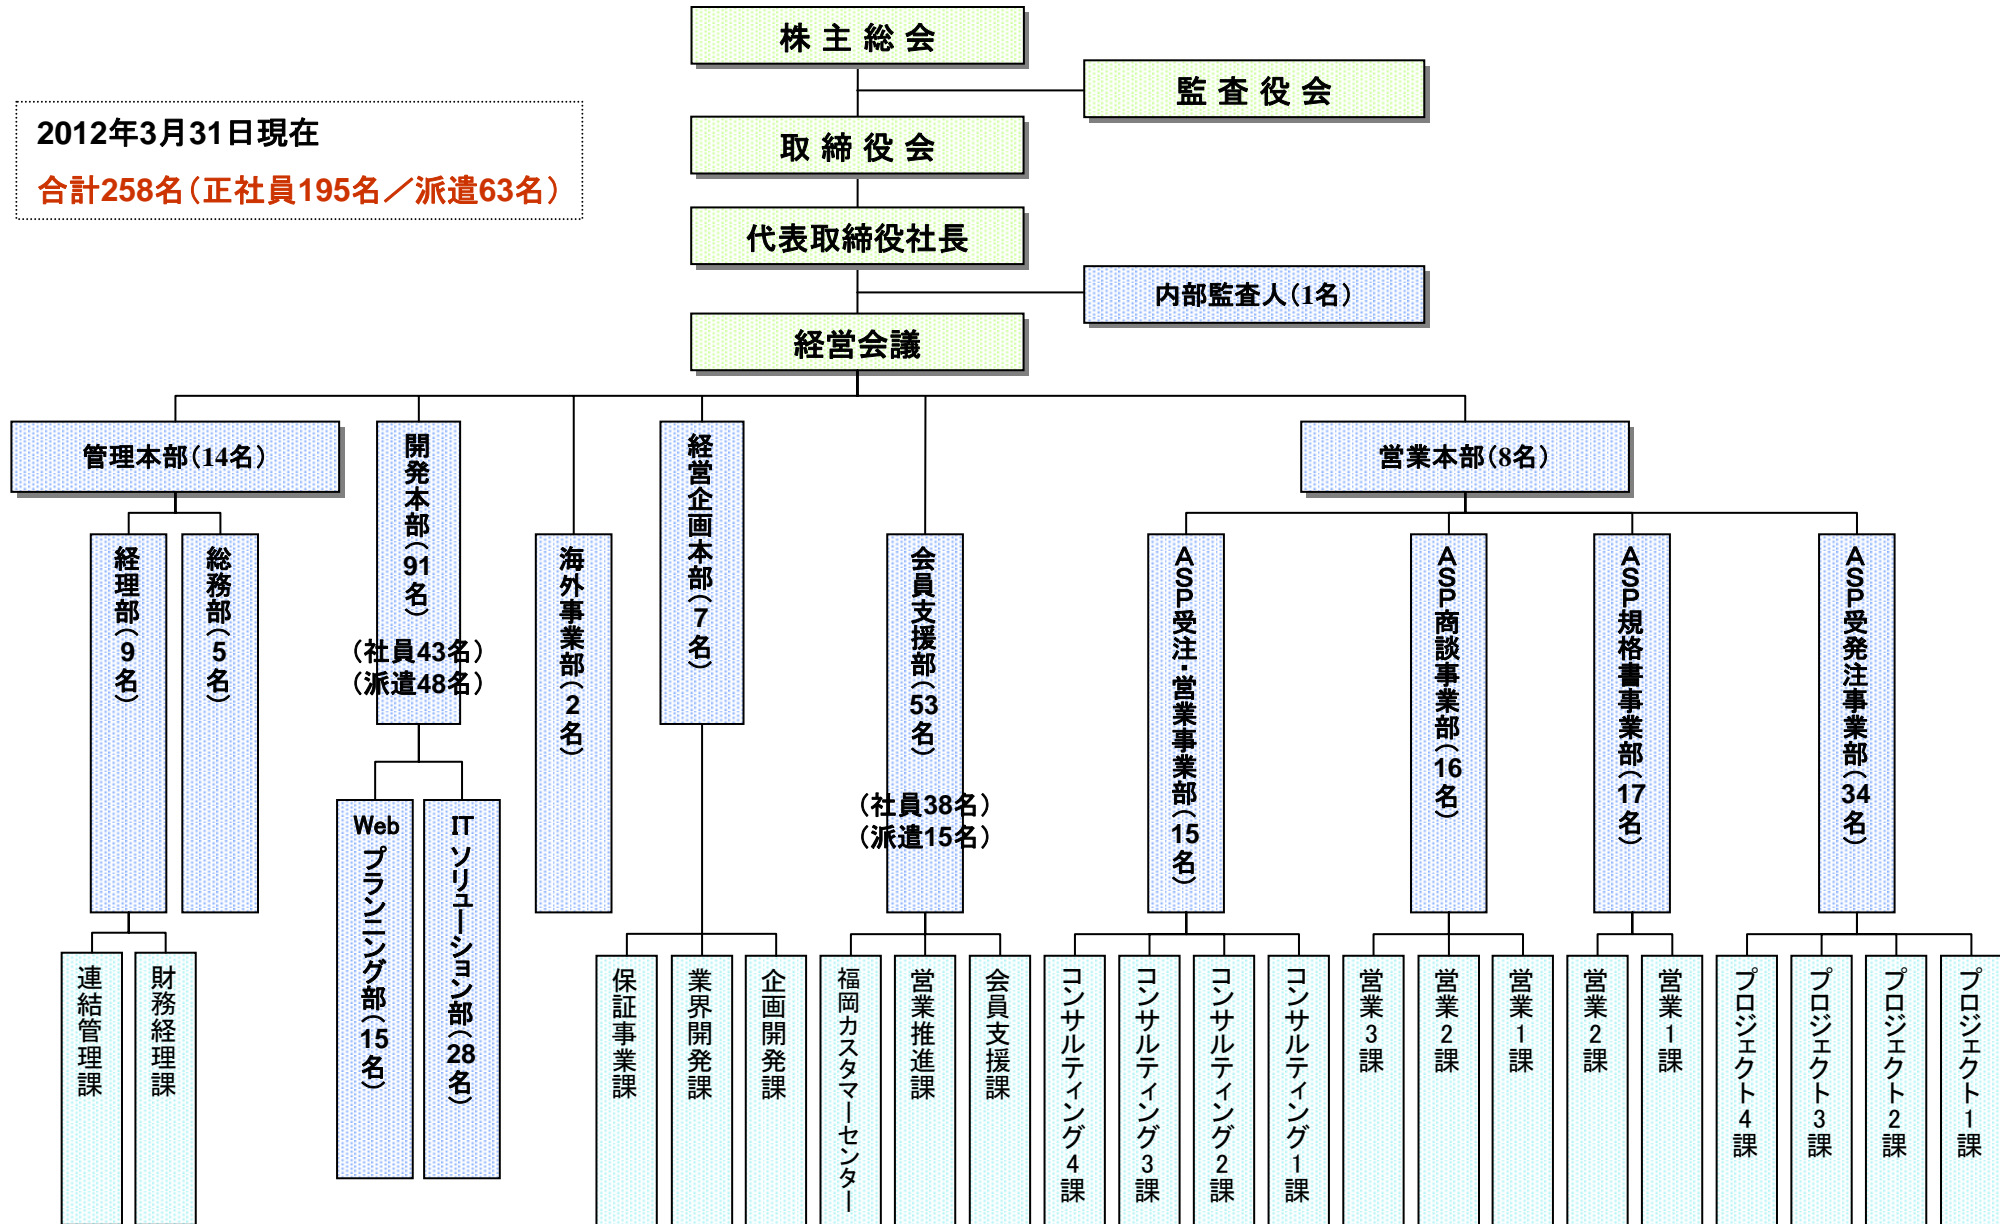 株主総会
監査役会
2012年3月31日現在
合計258名（正社員195名／派遣63名）
取締役会
代表取締役社長
内部監査人（1名）
経営会議
管理本部（14名）
開発本部（91名）
（社員43名）
（派遣48名）
経営企画本部（7名）
営業本部（8名）
経理部（9名）
総務部（5名）
海外事業部（2名）
会員支援部（53名）
（社員38名）
（派遣15名）
ASP受注・営業事業部（15名）
ASP商談事業部（16名）
ASP規格書事業部（17名）
ASP受発注事業部（34名）
Webプランニング部（15名）
ITソリューション部（28名）
連結管理課
財務経理課
保証事業課
業界開発課
企画開発課
福岡カスタマーセンター
営業推進課
会員支援課
コンサルティング4課
コンサルティング3課
コンサルティング2課
コンサルティング1課
営業3課
営業2課
営業1課
営業2課
営業1課
プロジェクト4課
プロジェクト3課
プロジェクト2課
プロジェクト1課